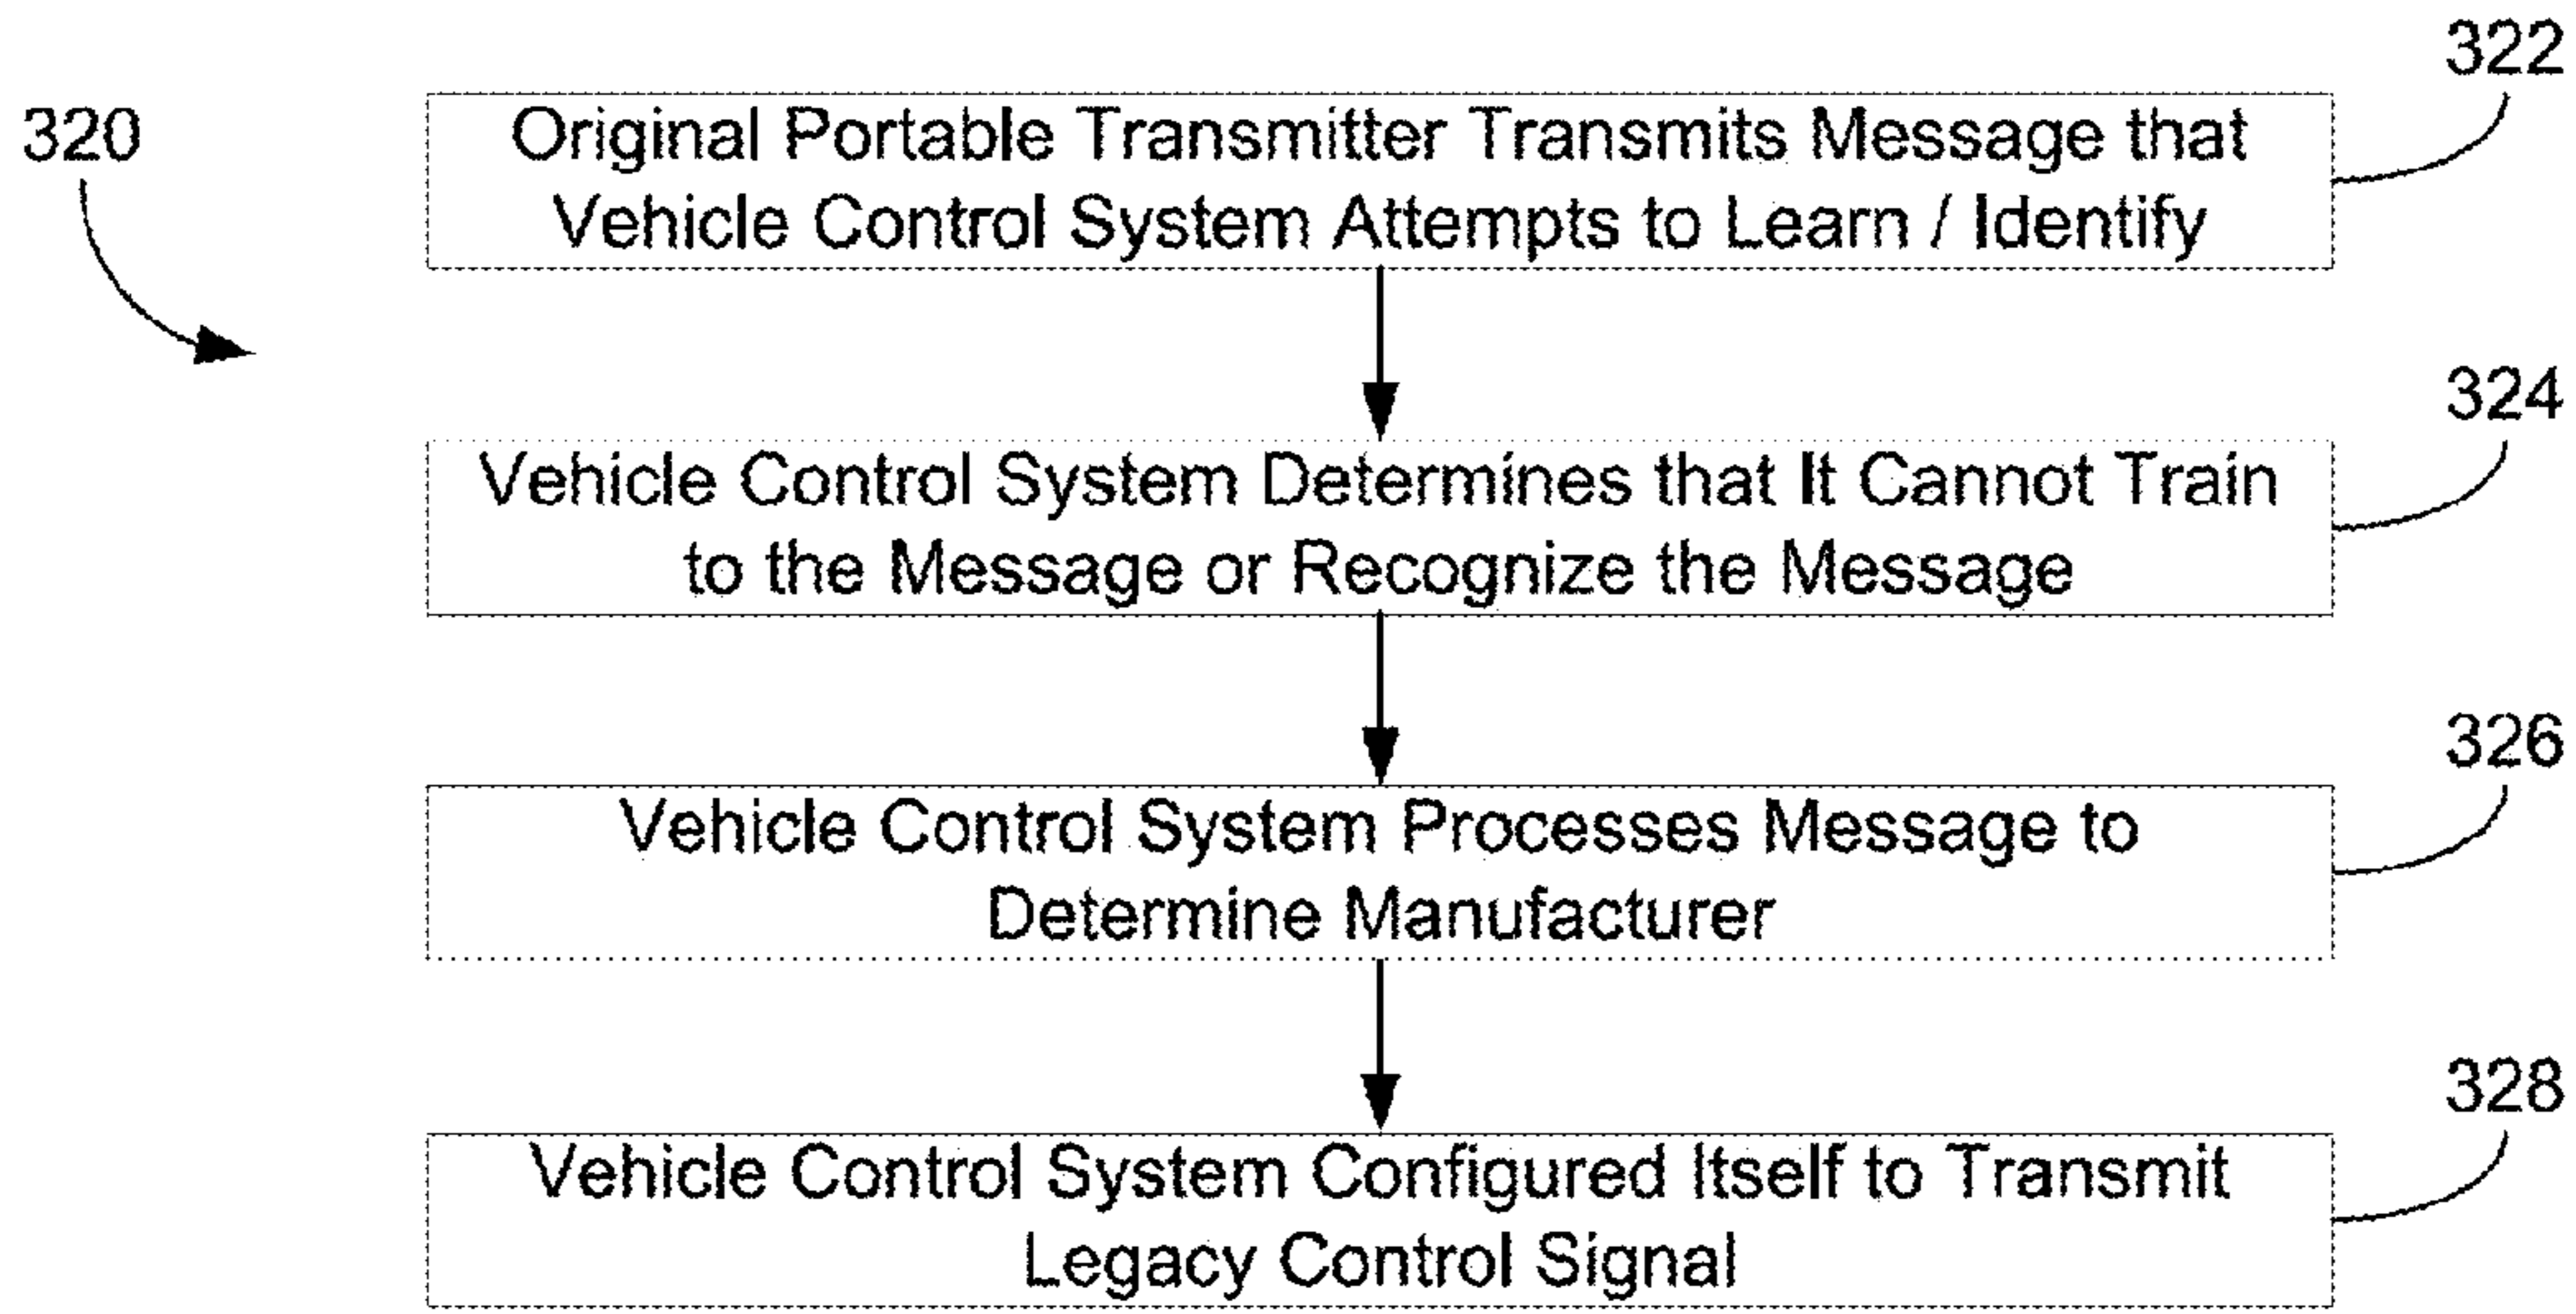 322
320
Original Portable Transmitter Transmits Message that
Vehicle Control System Attempts to Learn / Identify
324
Vehicle Control System Determines that It Cannot Train
to the Message or Recognize the Message
326
Vehicle Control System Processes Message to
Determine Manufacturer
328
Vehicle Control System Configured Itself to Transmit
Legacy Control Signal